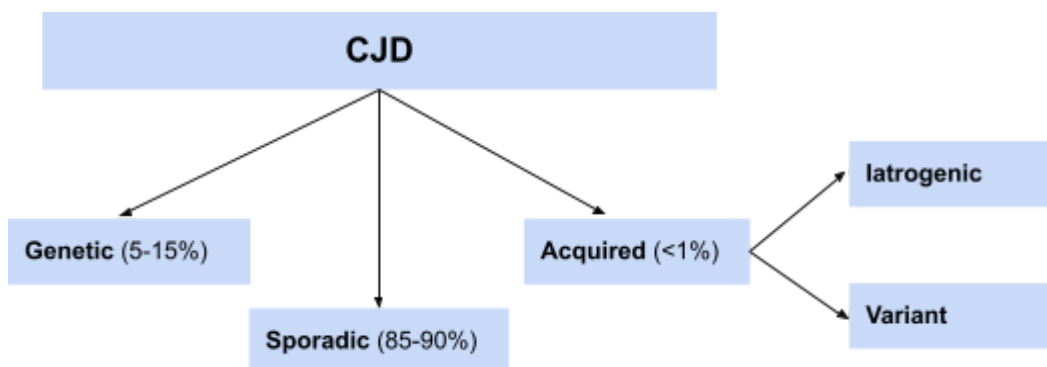 CJD
Genetic (5-15%)
Sporadic (85-90%)
Acquired (<1%)
Iatrogenic
Variant